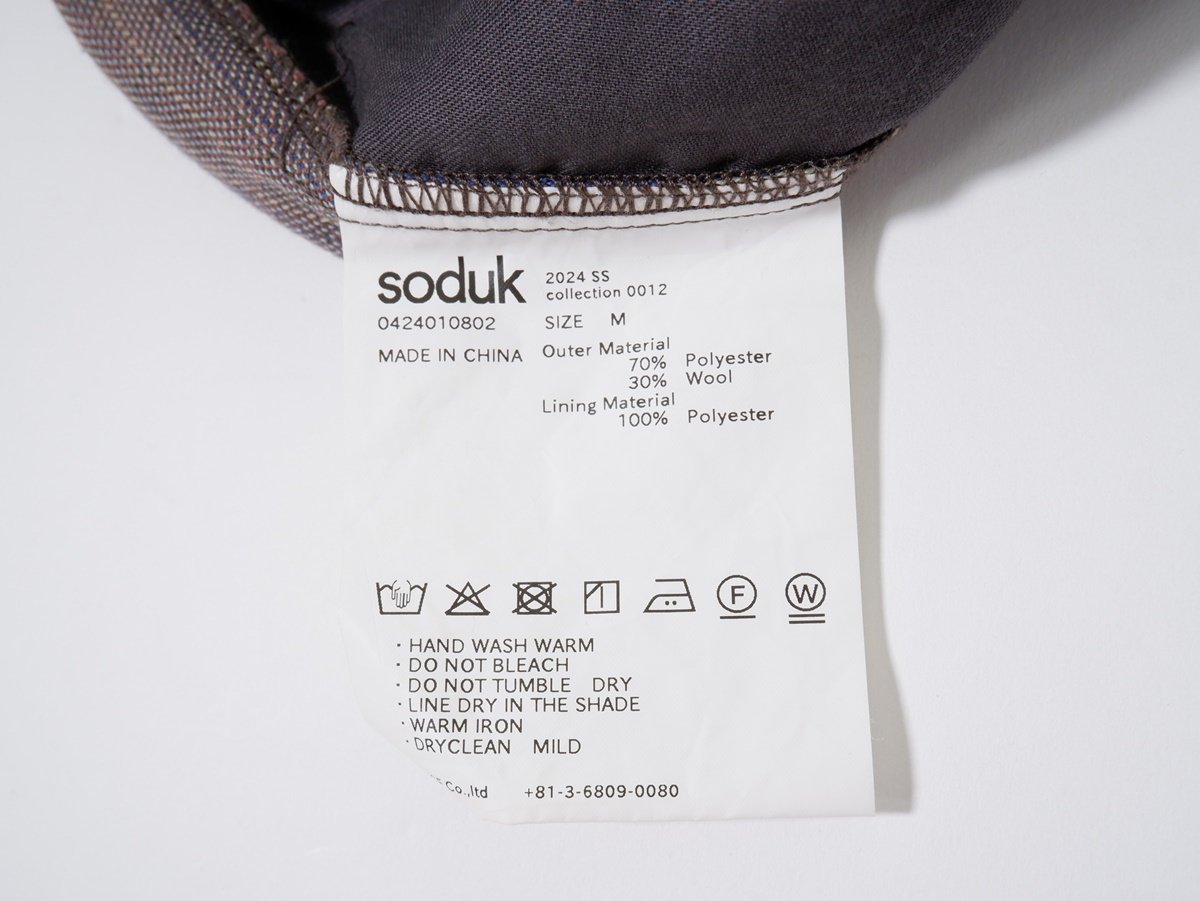 soduk
2024 SS
collection 0012
0424010802
SIZE M
MADE IN CHINA
Outer Material
70% Polyester
30% Wool
Lining Material
100% Polyester
F
W
・HAND WASH WARM
・DO NOT BLEACH
・DO NOT TUMBLE DRY
・LINE DRY IN THE SHADE
・WARM IRON
・DRYCLEAN MILD
Co.,ltd +81-3-6809-0080